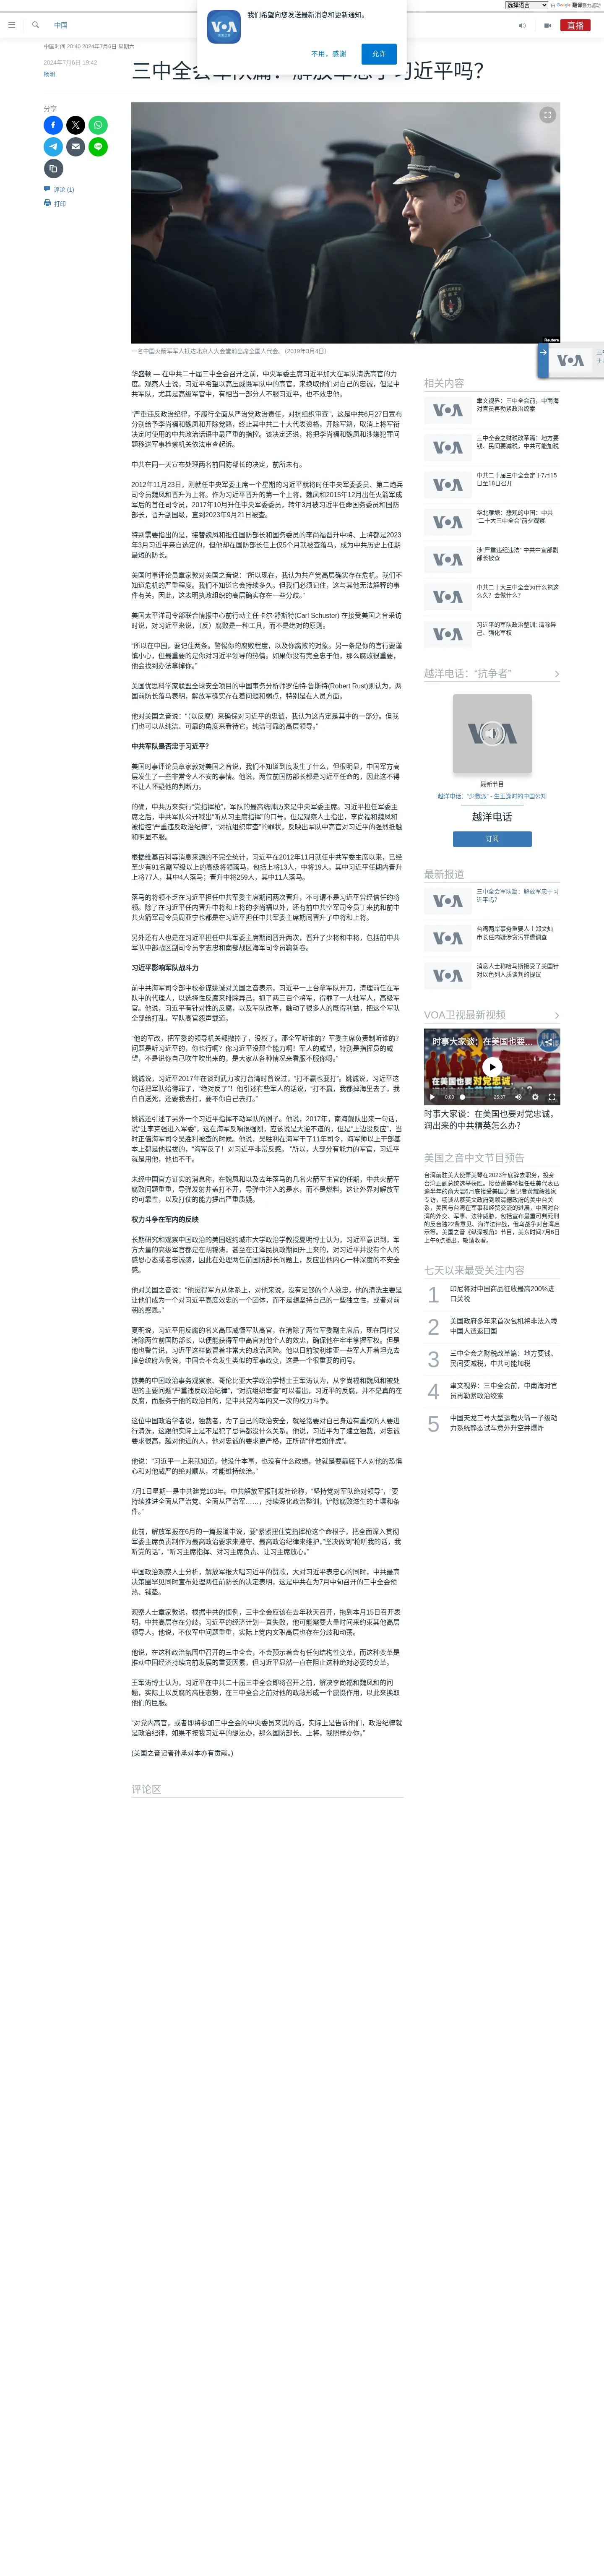 选择语言
由 Google 翻译强力驱动
我们希望向您发送最新消息和更新通知。
不用，感谢
允许
中国
直播
中国时间 20:40 2024年7月6日 星期六
三中全会军队篇：解放军忠于习近平吗？
2024年7月6日 19:42
杨明
分享
评论 (1)
打印
Reuters
一名中国火箭军军人抵达北京人大会堂前出席全国人代会。（2019年3月4日）
华盛顿 — 在中共二十届三中全会召开之前，中央军委主席习近平加大在军队清洗高官的力
度。观察人士说，习近平希望以高压威慑军队中的高官，来换取他们对自己的忠诚，但是中
共军队，尤其是高级军官中，有相当一部分人不服习近平，也不效忠他。
“严重违反政治纪律，不履行全面从严治党政治责任，对抗组织审查”，这是中共6月27日宣布
分别给予李尚福和魏凤和开除党籍，终止其中共二十大代表资格，开除军籍，取消上将军衔
决定时使用的中共政治话语中最严重的指控。该决定还说，将把李尚福和魏凤和涉嫌犯罪问
题移送军事检察机关依法审查起诉。
中共在同一天宣布处理两名前国防部长的决定，前所未有。
2012年11月23日，刚就任中央军委主席一个星期的习近平就将时任中央军委委员、第二炮兵
司令员魏凤和晋升为上将。作为习近平晋升的第一个上将，魏凤和2015年12月出任火箭军成
军后的首任司令员，2017年10月升任中央军委委员，转年3月被习近平任命国务委员和国防
部长，晋升副国级，直到2023年9月21日被查。
特别需要指出的是，接替魏凤和担任国防部长和国务委员的李尚福晋升中将、上将都是2023
年3月习近平亲自选定的，但他却在国防部长任上仅5个月就被查落马，成为中共历史上任期
最短的防长。
美国时事评论员章家敦对美国之音说：“所以现在，我认为共产党高层确实存在危机。我们不
知道危机的严重程度。我们不知道它会持续多久。但我们必须记住，这与其他无法解释的事
件有关。因此，这表明执政组织的高层确实存在一些分歧。”
美国太平洋司令部联合情报中心前行动主任卡尔·舒斯特(Carl Schuster) 在接受美国之音采访
时说，对习近平来说，（反）腐败是一种工具，而不是绝对的原则。
“所以在中国，要记住两条。警惕你的腐败程度，以及你腐败的对象。另一条是你的言行要谨
慎小心，但最重要的是你对习近平领导的热情。如果你没有完全忠于他，那么腐败很重要，
他会找到办法拿掉你。”
美国忧思科学家联盟全球安全项目的中国事务分析师罗伯特·鲁斯特(Robert Rust)则认为，两
国前防长落马表明，解放军确实存在着问题和弱点，特别是在人员方面。
他对美国之音说：“（以反腐）来确保对习近平的忠诚，我认为这肯定是其中的一部分。但我
们也可以从纯洁、可靠的角度来看待它。纯洁可靠的高层领导。”
中共军队是否忠于习近平?
美国时事评论员章家敦对美国之音说，我们不知道到底发生了什么，但很明显，中国军方高
层发生了一些非常令人不安的事情。他说，两位前国防部长都是习近平任命的，因此这不得
不让人怀疑他的判断力。
的确，中共历来实行“党指挥枪”，军队的最高统帅历来是中央军委主席。习近平担任军委主
席之后，中共军队公开喊出“听从习主席指挥”的口号。但是观察人士指出，李尚福和魏凤和
被指控“严重违反政治纪律”，“对抗组织审查”的罪状，反映出军队中高官对习近平的强烈抵触
和明显不服。
根据维基百科等消息来源的不完全统计，习近平在2012年11月就任中共军委主席以来，已经
至少有91名副军级以上的高级将领落马，包括上将13人，中将19人。其中习近平任期内晋升
上将77人，其中4人落马；晋升中将259人，其中11人落马。
落马的将领不乏在习近平担任中共军委主席期间两次晋升，不可谓不是习近平曾经信任的将
领。除了在习近平任内晋升中将和上将的李尚福以外，还有前中共空军司令员丁来抗和前中
共火箭军司令员周亚宁也都是在习近平担任中共军委主席期间晋升了中将和上将。
另外还有人也是在习近平担任中共军委主席期间晋升两次，晋升了少将和中将，包括前中共
军队中部战区副司令员李志忠和南部战区海军司令员鞠新春。
习近平影响军队战斗力
前中共海军司令部中校参谋姚诚对美国之音表示，习近平一上台拿军队开刀，清理前任在军
队中的代理人，以选择性反腐来排除异己，抓了两三百个将军，得罪了一大批军人，高级军
官。他说，习近平有针对性的反腐，以及军队改革，触动了很多人的既得利益，把这个军队
全部给打乱，军队高官怨声载道。
“他的军改，把军委的领导机关都撤掉了，没权了。那全军听谁的？军委主席负责制听谁的？
问题是听习近平的，你也行啊？你习近平没那个能力啊！军人的威望，特别是指挥员的威
望，不是说你自己吹牛吹出来的，是大家从各种情况来看服不服你呀。”
姚诚说，习近平2017年在谈到武力攻打台湾时曾说过，“打不赢也要打”。姚诚说，习近平这
句话把军队给得罪了，“绝对反了”！他引述有些军人的话说，“打不赢，我都掉海里去了，我
白白送死，还要我去打，要不你自己去打。”
姚诚还引述了另外一个习近平指挥不动军队的例子。他说，2017年，南海舰队出来一句话，
说“让李克强进入军委”，这在海军传得很厉害，应该说是大逆不道的，但是“上边没反应”，当
时正值海军司令吴胜利被查的时候。他说，吴胜利在海军干了11年司令，海军师以上干部基
本上都是他提拔的，“海军反了！对习近平非常反感。 ”所以，大部分有能力的军官，习近平
就是用他，他也不干。
未经中国官方证实的消息称，在魏凤和以及去年落马的几名火箭军主官的任期，中共火箭军
腐败问题重重，导弹发射井盖打不开，导弹中注入的是水，而不是燃料。这让外界对解放军
的可靠性，以及打仗的能力提出严重质疑。
权力斗争在军内的反映
长期研究和观察中国政治的美国纽约城市大学政治学教授夏明博士认为，习近平意识到，军
方大量的高级军官都是在胡锦涛，甚至在江泽民执政期间升上来的，对习近平并没有个人的
感恩心态或者忠诚感，因此在处理两任前国防部长问题上，反应出他内心一种深度的不安全
感。
他对美国之音说：“他觉得军方从体系上，对他来说，没有足够的个人效忠，他的清洗主要是
让他们成为一个对习近平高度效忠的一个团体，而不是想坚持自己的一些独立性，或者对前
朝的感恩。”
夏明说，习近平用反腐的名义高压威慑军队高官，在清除了两位军委副主席后，现在同时又
清除两位前国防部长，以便能获得军中高官对他个人的效忠，确保他在牢牢掌握军权。但是
他也警告说，习近平这样做冒着非常大的政治风险。他以日前玻利维亚一些军人开着坦克去
撞总统府为例说，中国会不会发生类似的军事政变，这是一个很重要的问号。
旅美的中国政治事务观察家、哥伦比亚大学政治学博士王军涛认为，从李尚福和魏凤和被处
理的主要问题“严重违反政治纪律”，“对抗组织审查”可以看出，习近平的反腐，并不是真的在
反腐，而服务于他的政治目的，是中共党内军内又一次的权力斗争。
这位中国政治学者说，独裁者，为了自己的政治安全，就经常要对自己身边有重权的人要进
行清洗，这跟他实际上是不是犯了忌讳都没什么关系。他说，习近平为了建立独裁，对忠诚
要求很高，越对他近的人，他对忠诚的要求更严格，正所谓“伴君如伴虎”。
他说：“习近平一上来就知道，他没什本事，也没有什么政绩，他就是要靠底下人对他的恐惧
心和对他威严的绝对顺从，才能维持统治。”
7月1日星期一是中共建党103年。中共解放军报刊发社论称，“坚持党对军队绝对领导”，“要
持续推进全面从严治党、全面从严治军……，持续深化政治整训，铲除腐败滋生的土壤和条
件。”
此前，解放军报在6月的一篇报道中说，要“紧紧扭住党指挥枪这个命根子，把全面深入贯彻
军委主席负责制作为最高政治要求来遵守、最高政治纪律来维护，”坚决做到“枪听我的话，我
听党的话”，“听习主席指挥、对习主席负责、让习主席放心。”
中国政治观察人士分析，解放军报大唱习近平的赞歌，大对习近平表忠心的同时，中共最高
决策圈罕见同时宣布处理两任前防长的决定表明，这是中共在为7月中旬召开的三中全会预
热、铺垫。
观察人士章家敦说，根据中共的惯例，三中全会应该在去年秋天召开，拖到本月15日召开表
明，中共高层存在分歧。习近平的经济计划一直失败，他可能需要大量时间来约束其他高层
领导人。他说，不仅军中问题重重，实际上党内文职高层也存在分歧和动荡。
他说，在这种政治氛围中召开的三中全会，不会预示着会有任何结构性变革，而这种变革是
推动中国经济持续向前发展的重要因素，但习近平显然一直在阻止这种绝对必要的变革。
王军涛博士认为，习近平在中共二十届三中全会即将召开之前，解决李尚福和魏凤和的问
题，实际上以反腐的高压态势，在三中全会之前对他的政敌形成一个震慑作用，以此来换取
他们的臣服。
“对党内高官，或者即将参加三中全会的中央委员来说的话，实际上是告诉他们，政治纪律就
是政治纪律，如果不按我习近平的想法办，那么国防部长、上将，我照样办你。”
(美国之音记者孙承对本亦有贡献。)
评论区
相关内容
聿文视界：三中全会前，中南海
对官员再勒紧政治绞索
三中全会之财税改革篇：地方要
钱、民间要减税，中共可能加税
中共二十届三中全会定于7月15
日至18日召开
华北雁塘：悲观的中国：中共
“二十大三中全会”前夕观察
涉“严重违纪违法” 中共中宣部副
部长被查
中共二十大三中全会为什么拖这
么久？会做什么？
习近平的军队政治整训: 清除异
己、强化军权
越洋电话：“抗争者”
VOA
最新节目
越洋电话：“少数派” - 生正逢时的中国公知
越洋电话
订阅
最新报道
三中全会军队篇：解放军忠于习
近平吗？
台湾两岸事务重要人士郑文灿
市长任内疑涉贪污罪遭调查
消息人士称哈马斯接受了美国针
对以色列人质谈判的提议
VOA卫视最新视频
时事大家谈：在美国也要...
在美国也要对党忠诚
0:00
25:37
时事大家谈：在美国也要对党忠诚，
润出来的中共精英怎么办？
美国之音中文节目预告
台湾前驻美大使萧美琴在2023年底辞去职务，投身
台湾正副总统选举获胜。接替萧美琴担任驻美代表已
逾半年的俞大㵢6月底接受美国之音记者黄耀毅独家
专访，畅谈从蔡英文政府到赖清德政府的美中台关
系，美国与台湾在军事和经贸交流的进展，中国对台
湾的外交、军事、法律威胁，包括宣布最重可判死刑
的反台独22条意见、海洋法律战，俄乌战争对台湾启
示等。美国之音《纵深视角》节目，美东时间7月6日
上午9点播出，敬请收看。
七天以来最受关注内容
1
印尼将对中国商品征收最高200%进
口关税
2
美国政府多年来首次包机将非法入境
中国人遣返回国
3
三中全会之财税改革篇：地方要钱、
民间要减税，中共可能加税
4
聿文视界：三中全会前，中南海对官
员再勒紧政治绞索
5
中国天龙三号大型运载火箭一子级动
力系统静态试车意外升空并爆炸